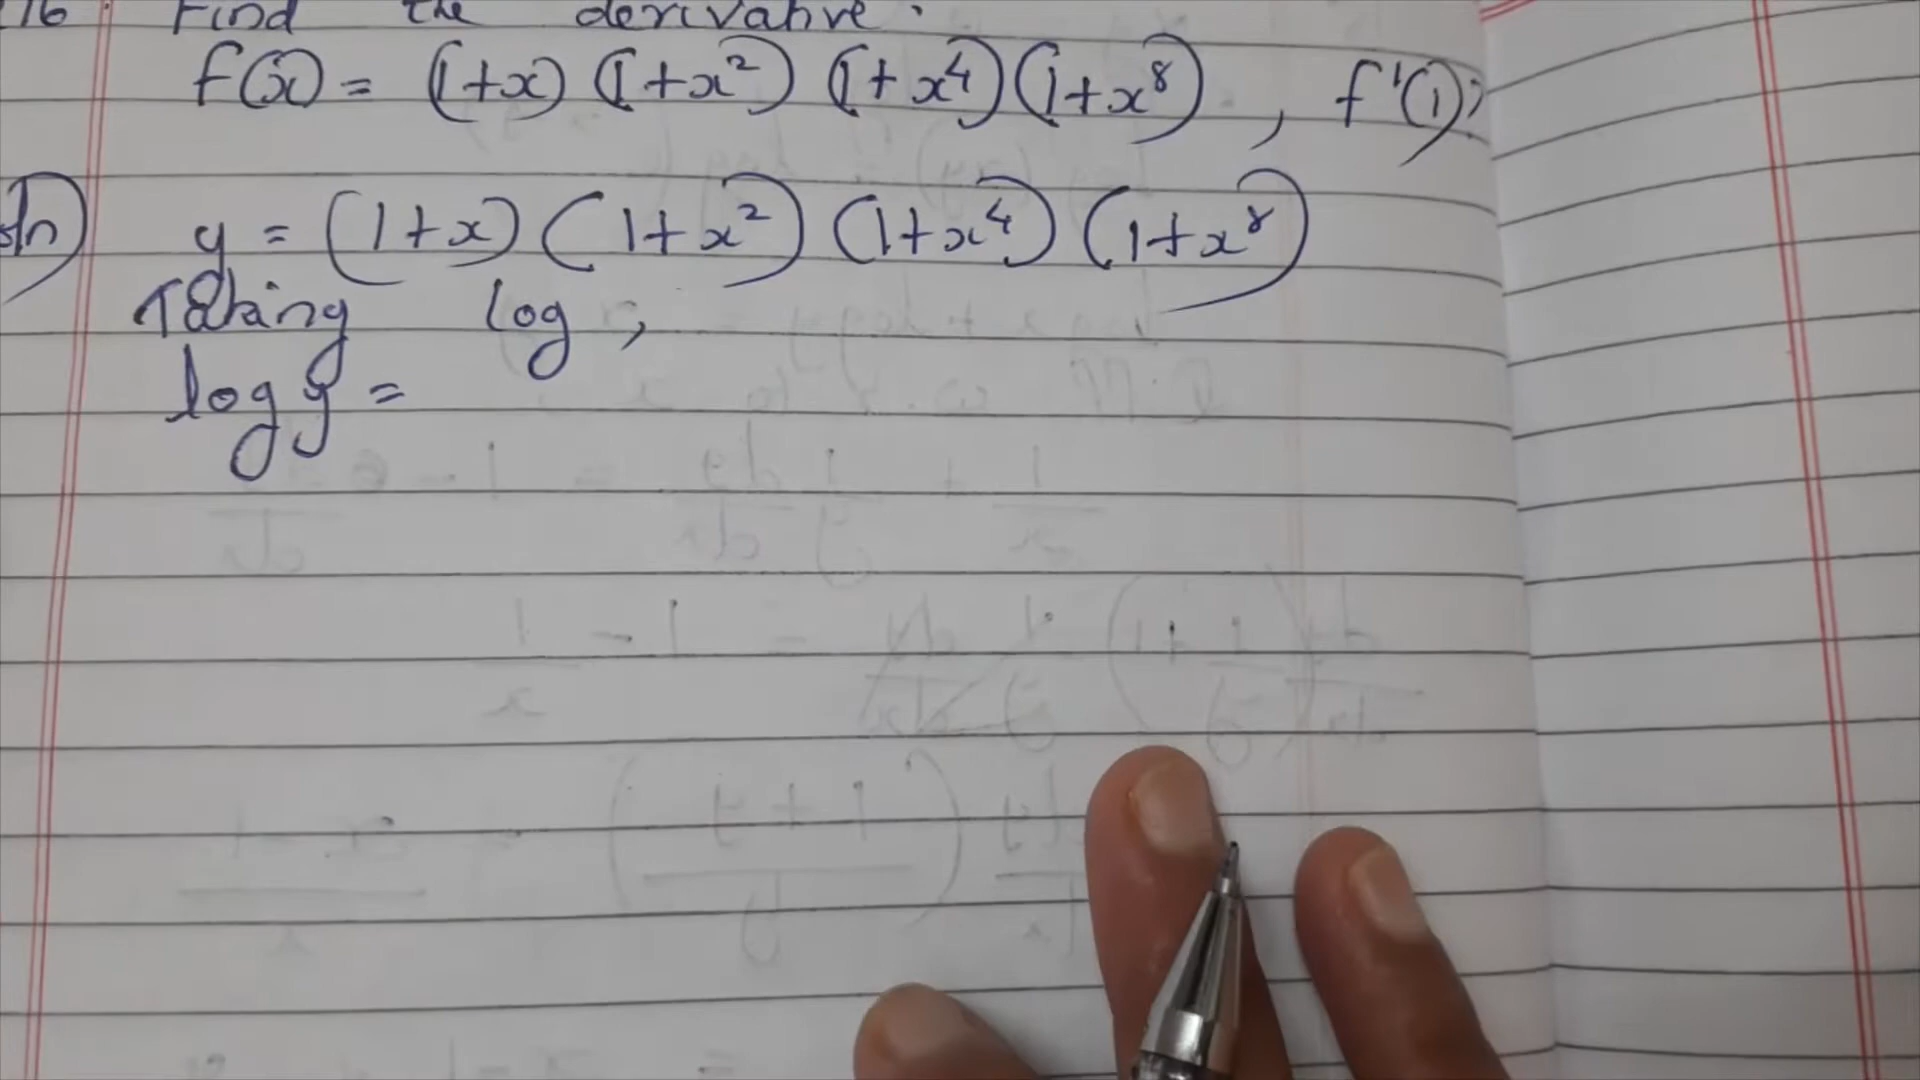 16. Find the derivative.
f(x) = (1+x) (1+x²) (1+x⁴) (1+x⁸) , f'(1);
y = (1+x) (1+x²) (1+x⁴) (1+x⁸)
Taking log,
log y =